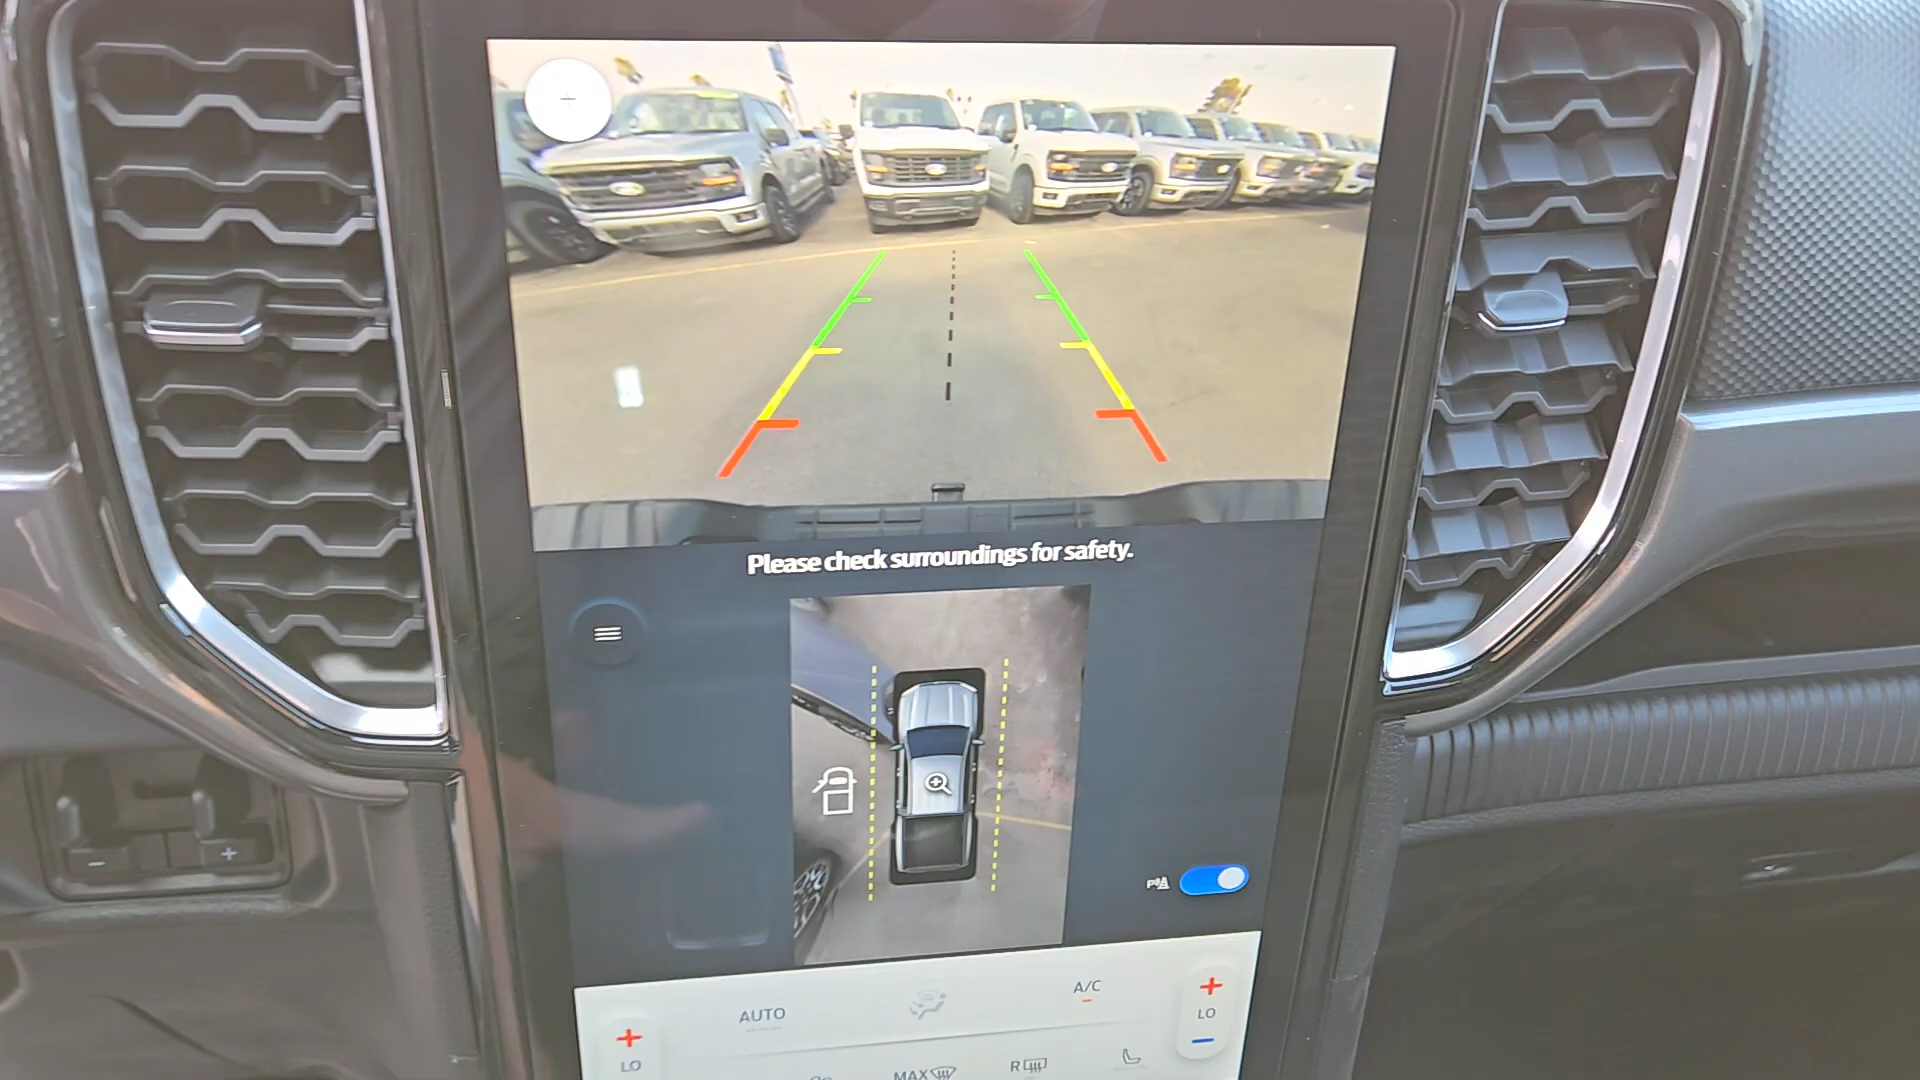 Please check surroundings for safety.
P
AUTO
A/C
LO
LO
MAX
R